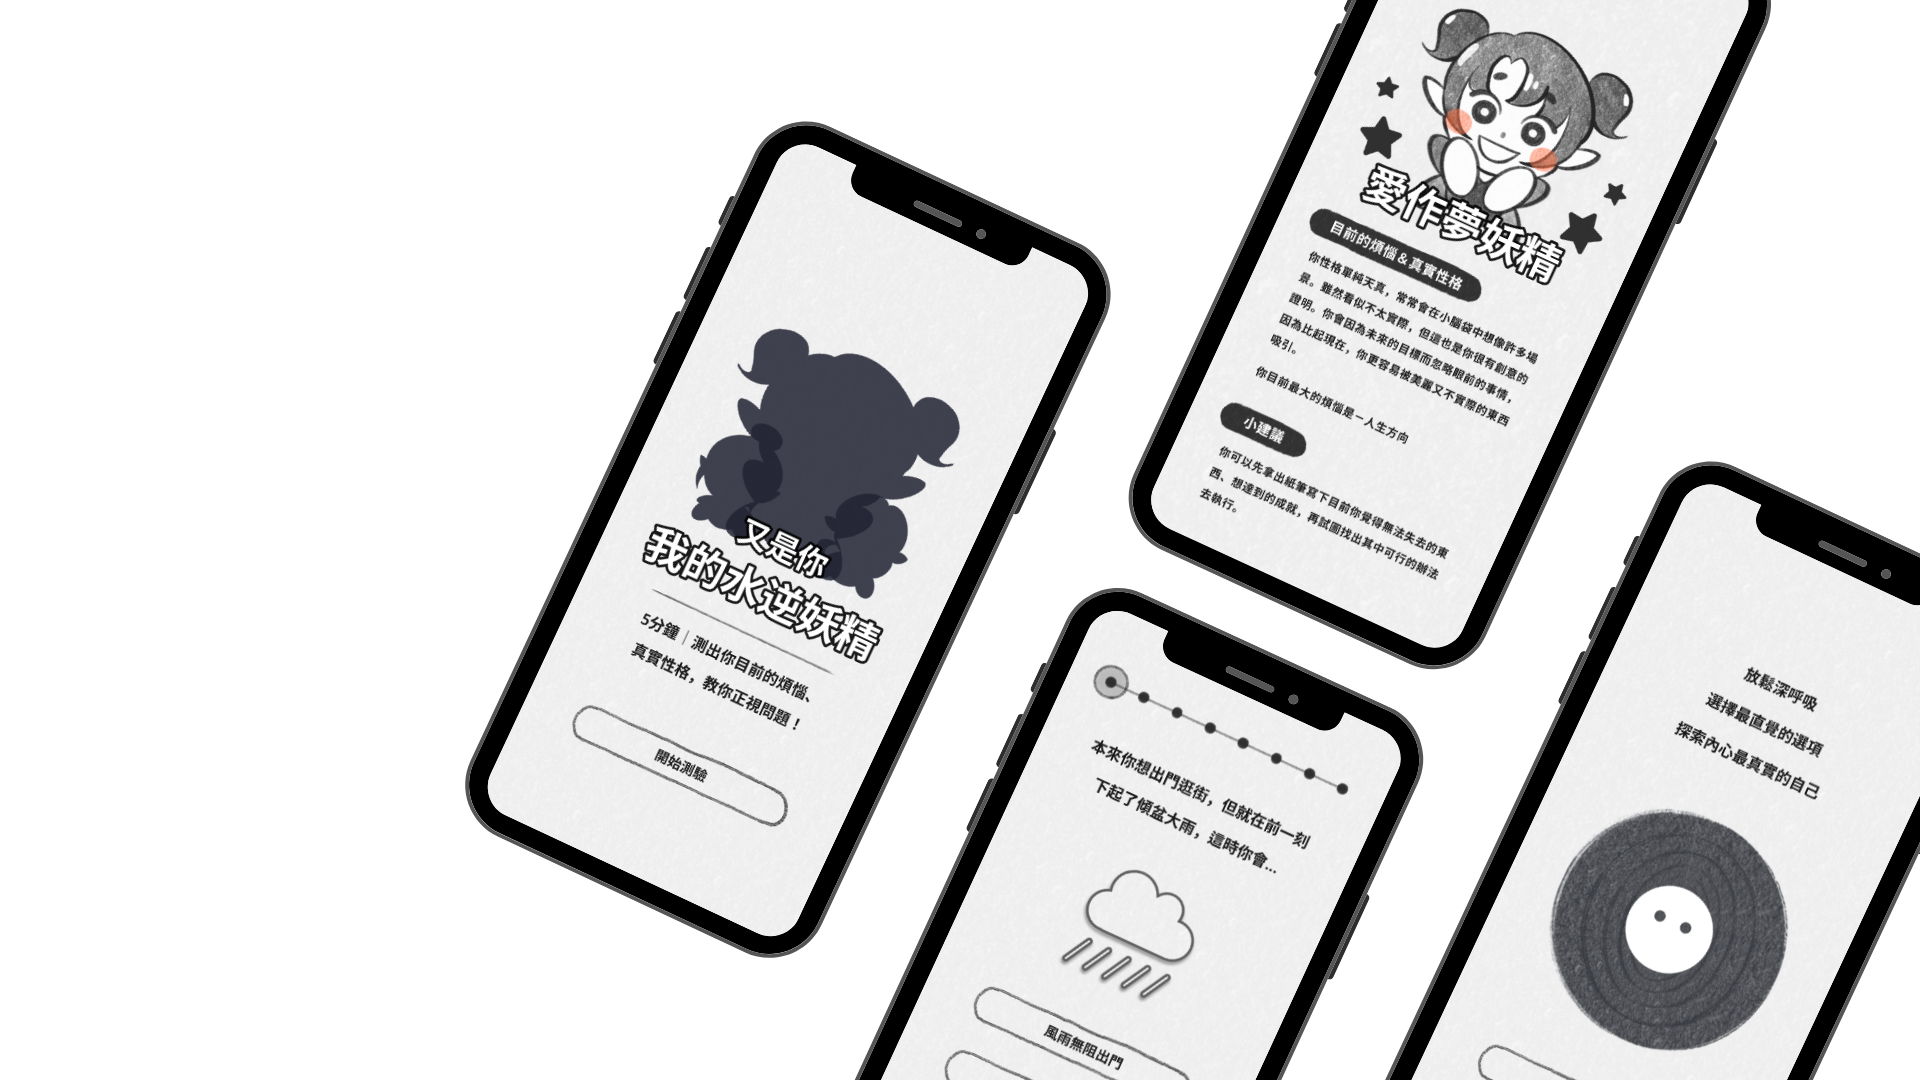 又是你
我的水逆妖精
5分鐘｜測出你目前的煩惱、
真實性格，教你正視問題！
開始測驗
愛作夢妖精
目前的煩惱＆真實性格
你性格單純天真，常常會在小腦袋中想像許多場
景。雖然看似不太實際，但這也是你很有創意的
證明。你會因為未來的目標而忽略眼前的事情，
因為比起現在，你更容易被美麗又不實際的東西
吸引。
你目前最大的煩惱是－人生方向
小建議
你可以先拿出紙筆寫下目前你覺得無法失去的東
西、想達到的成就，再試圖找出其中可行的辦法
去執行。
本來你想出門逛街，但就在前一刻
下起了傾盆大雨，這時你會...
風雨無阻出門
放鬆深呼吸
選擇最直覺的選項
探索內心最真實的自己